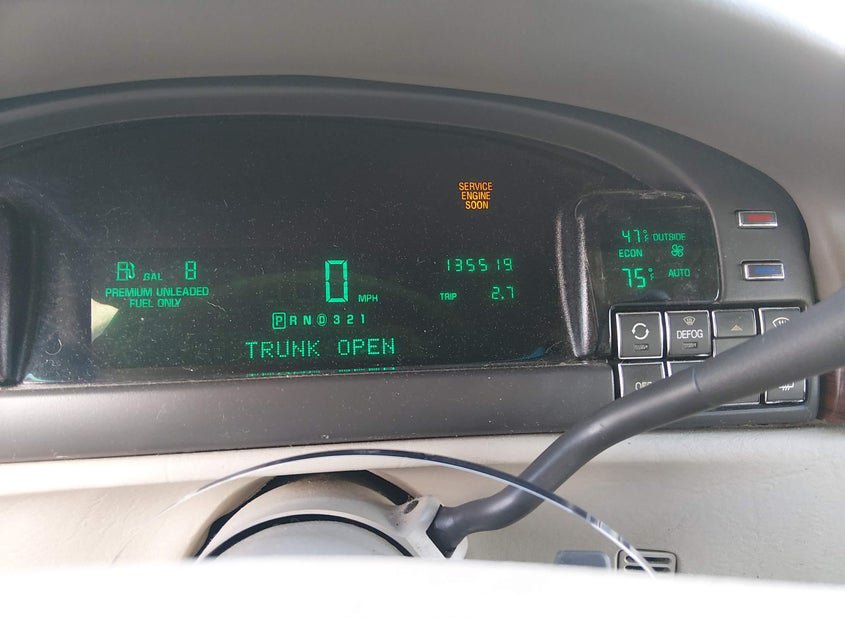 SERVICE
ENGINE
SOON
GAL 8
PREMIUM UNLEADED
FUEL ONLY
0 MPH
P R N D 3 2 1
TRUNK OPEN
135519
TRIP 2.7
47°F OUTSIDE
ECON
75°F AUTO
DEFOG